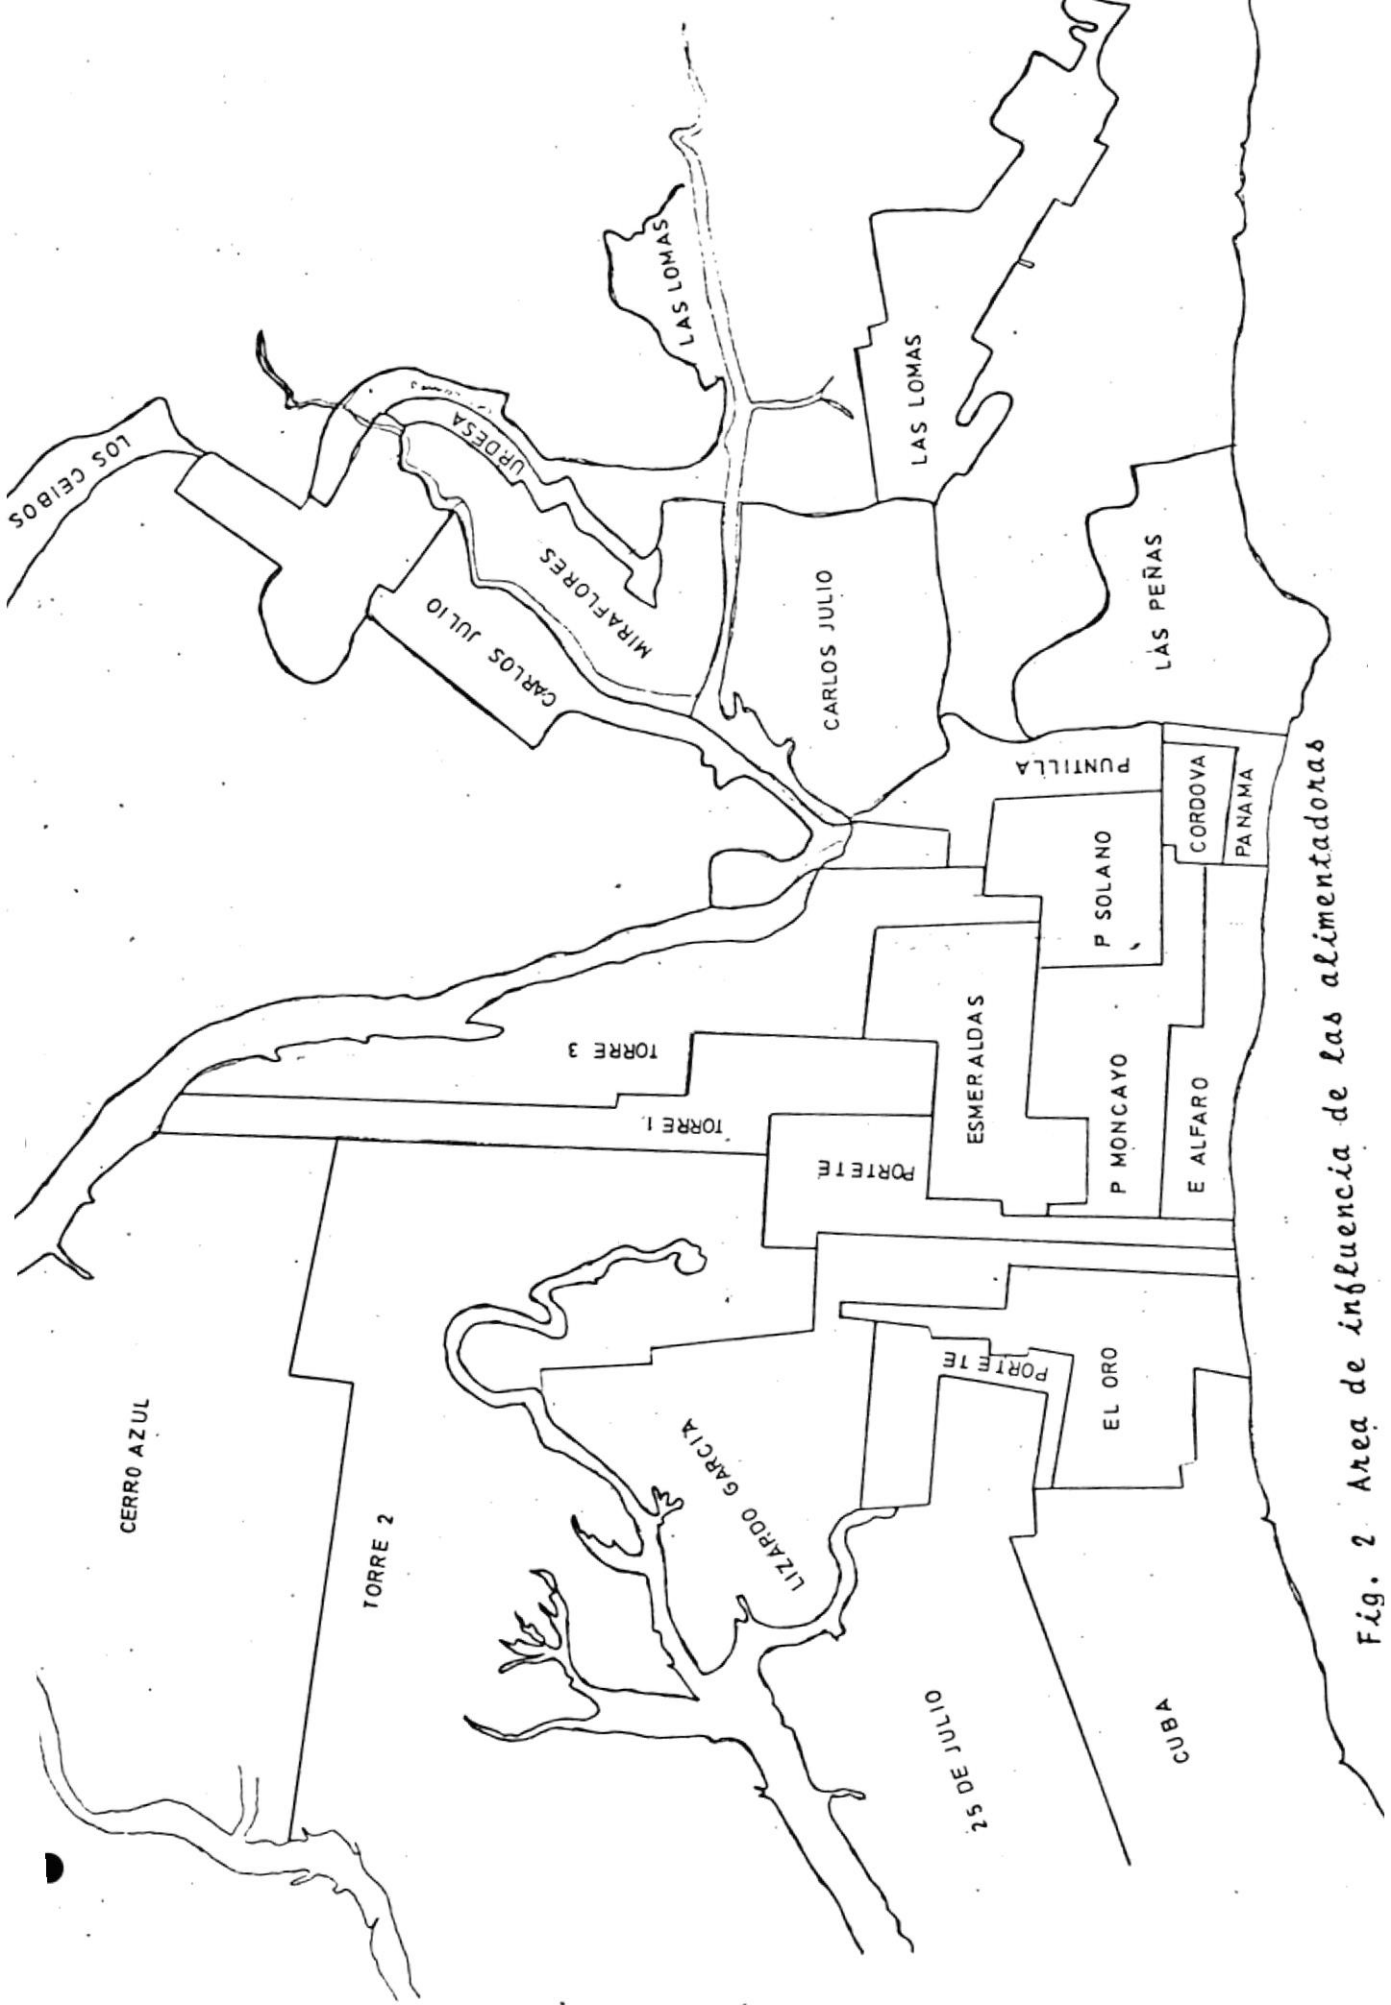 LOS CEIBOS
URDESA
LAS LOMAS
LAS LOMAS
MIRAFLORES
CARLOS JULIO
CARLOS JULIO
LAS PEÑAS
PUNTILLA
CORDOVA
PANAMA
P SOLANO
ESMERALDAS
P MONCAYO
E ALFARO
TORRE 3
TORRE 1
PORTETE
PORTETE
EL ORO
CERRO AZUL
TORRE 2
LIZARDO GARCIA
25 DE JULIO
CUBA
Fig. 2 Area de influencia de las alimentadoras